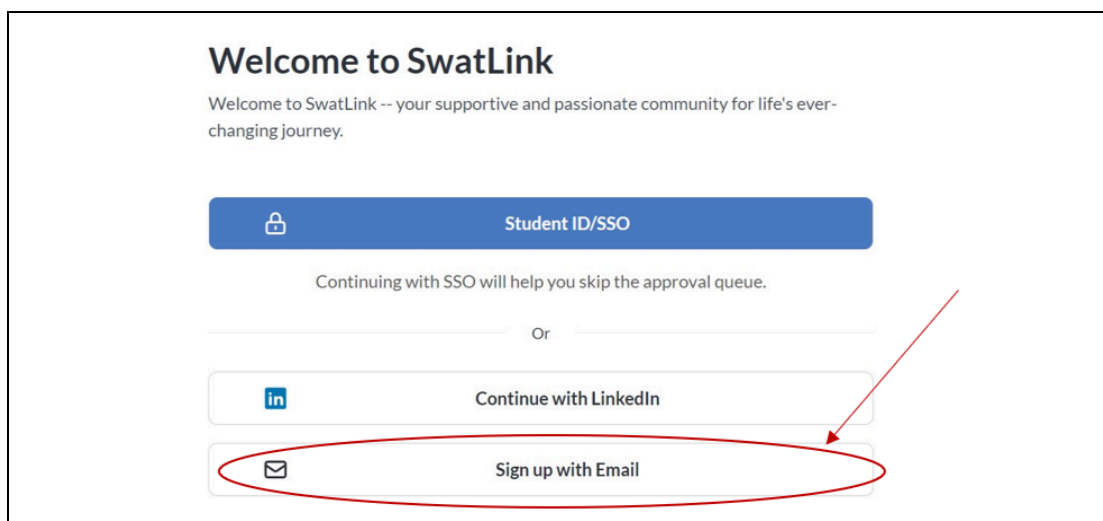 Welcome to SwatLink
Welcome to SwatLink -- your supportive and passionate community for life's ever-
changing journey.
Student ID/SSO
Continuing with SSO will help you skip the approval queue.
Or
in
Continue with LinkedIn
Sign up with Email